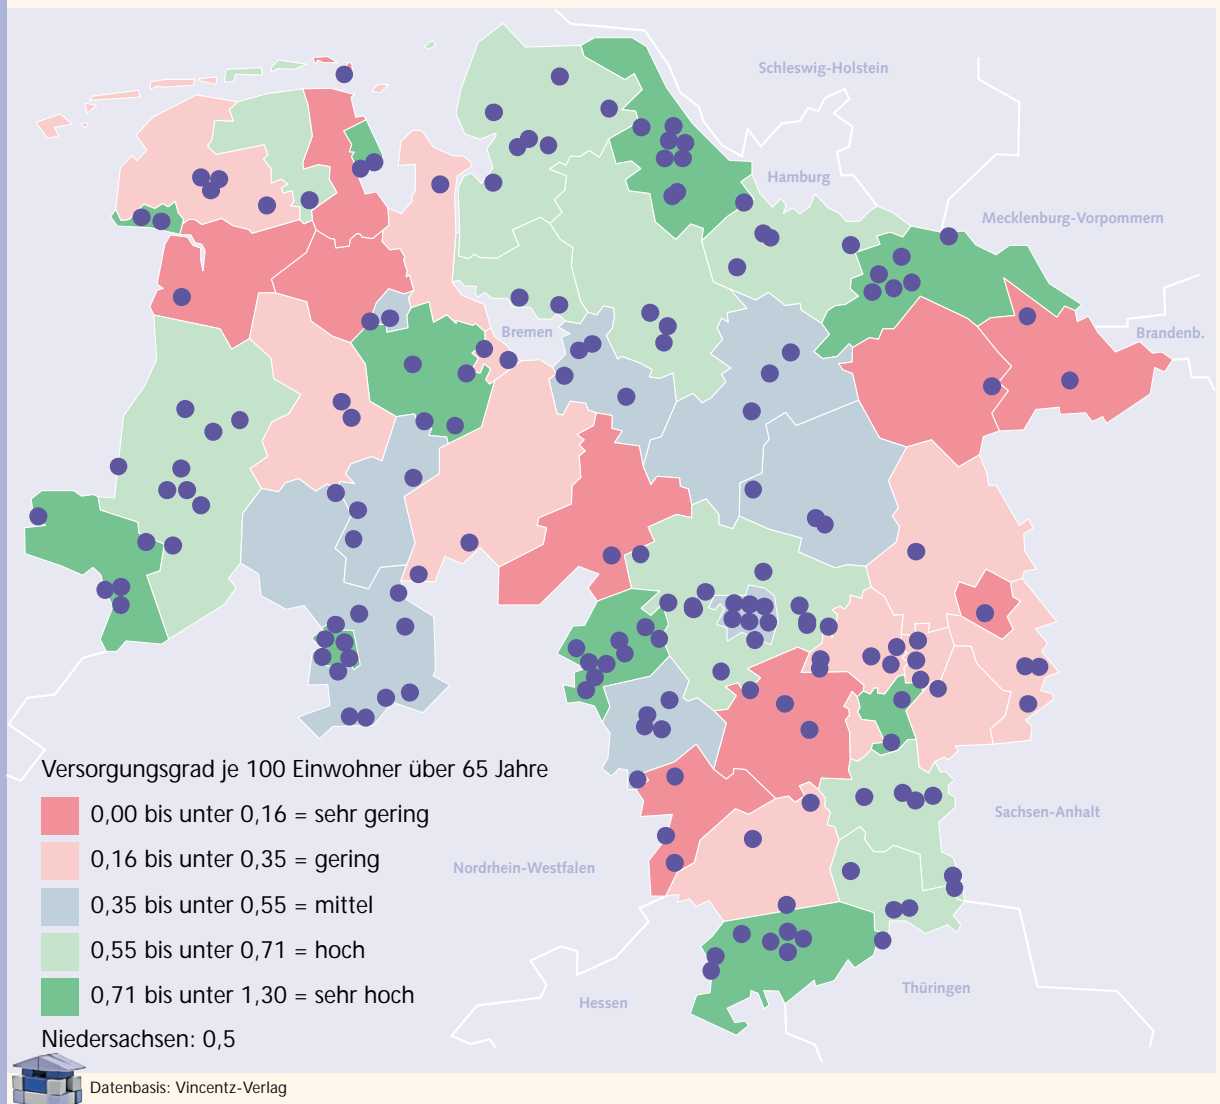 Schleswig-Holstein
Hamburg
Mecklenburg-Vorpommern
Bremen
Brandenb.
Versorgungsgrad je 100 Einwohner über 65 Jahre
0,00 bis unter 0,16 = sehr gering
0,16 bis unter 0,35 = gering
0,35 bis unter 0,55 = mittel
0,55 bis unter 0,71 = hoch
0,71 bis unter 1,30 = sehr hoch
Niedersachsen: 0,5
Sachsen-Anhalt
Nordrhein-Westfalen
Hessen
Thüringen
Datenbasis: Vincentz-Verlag